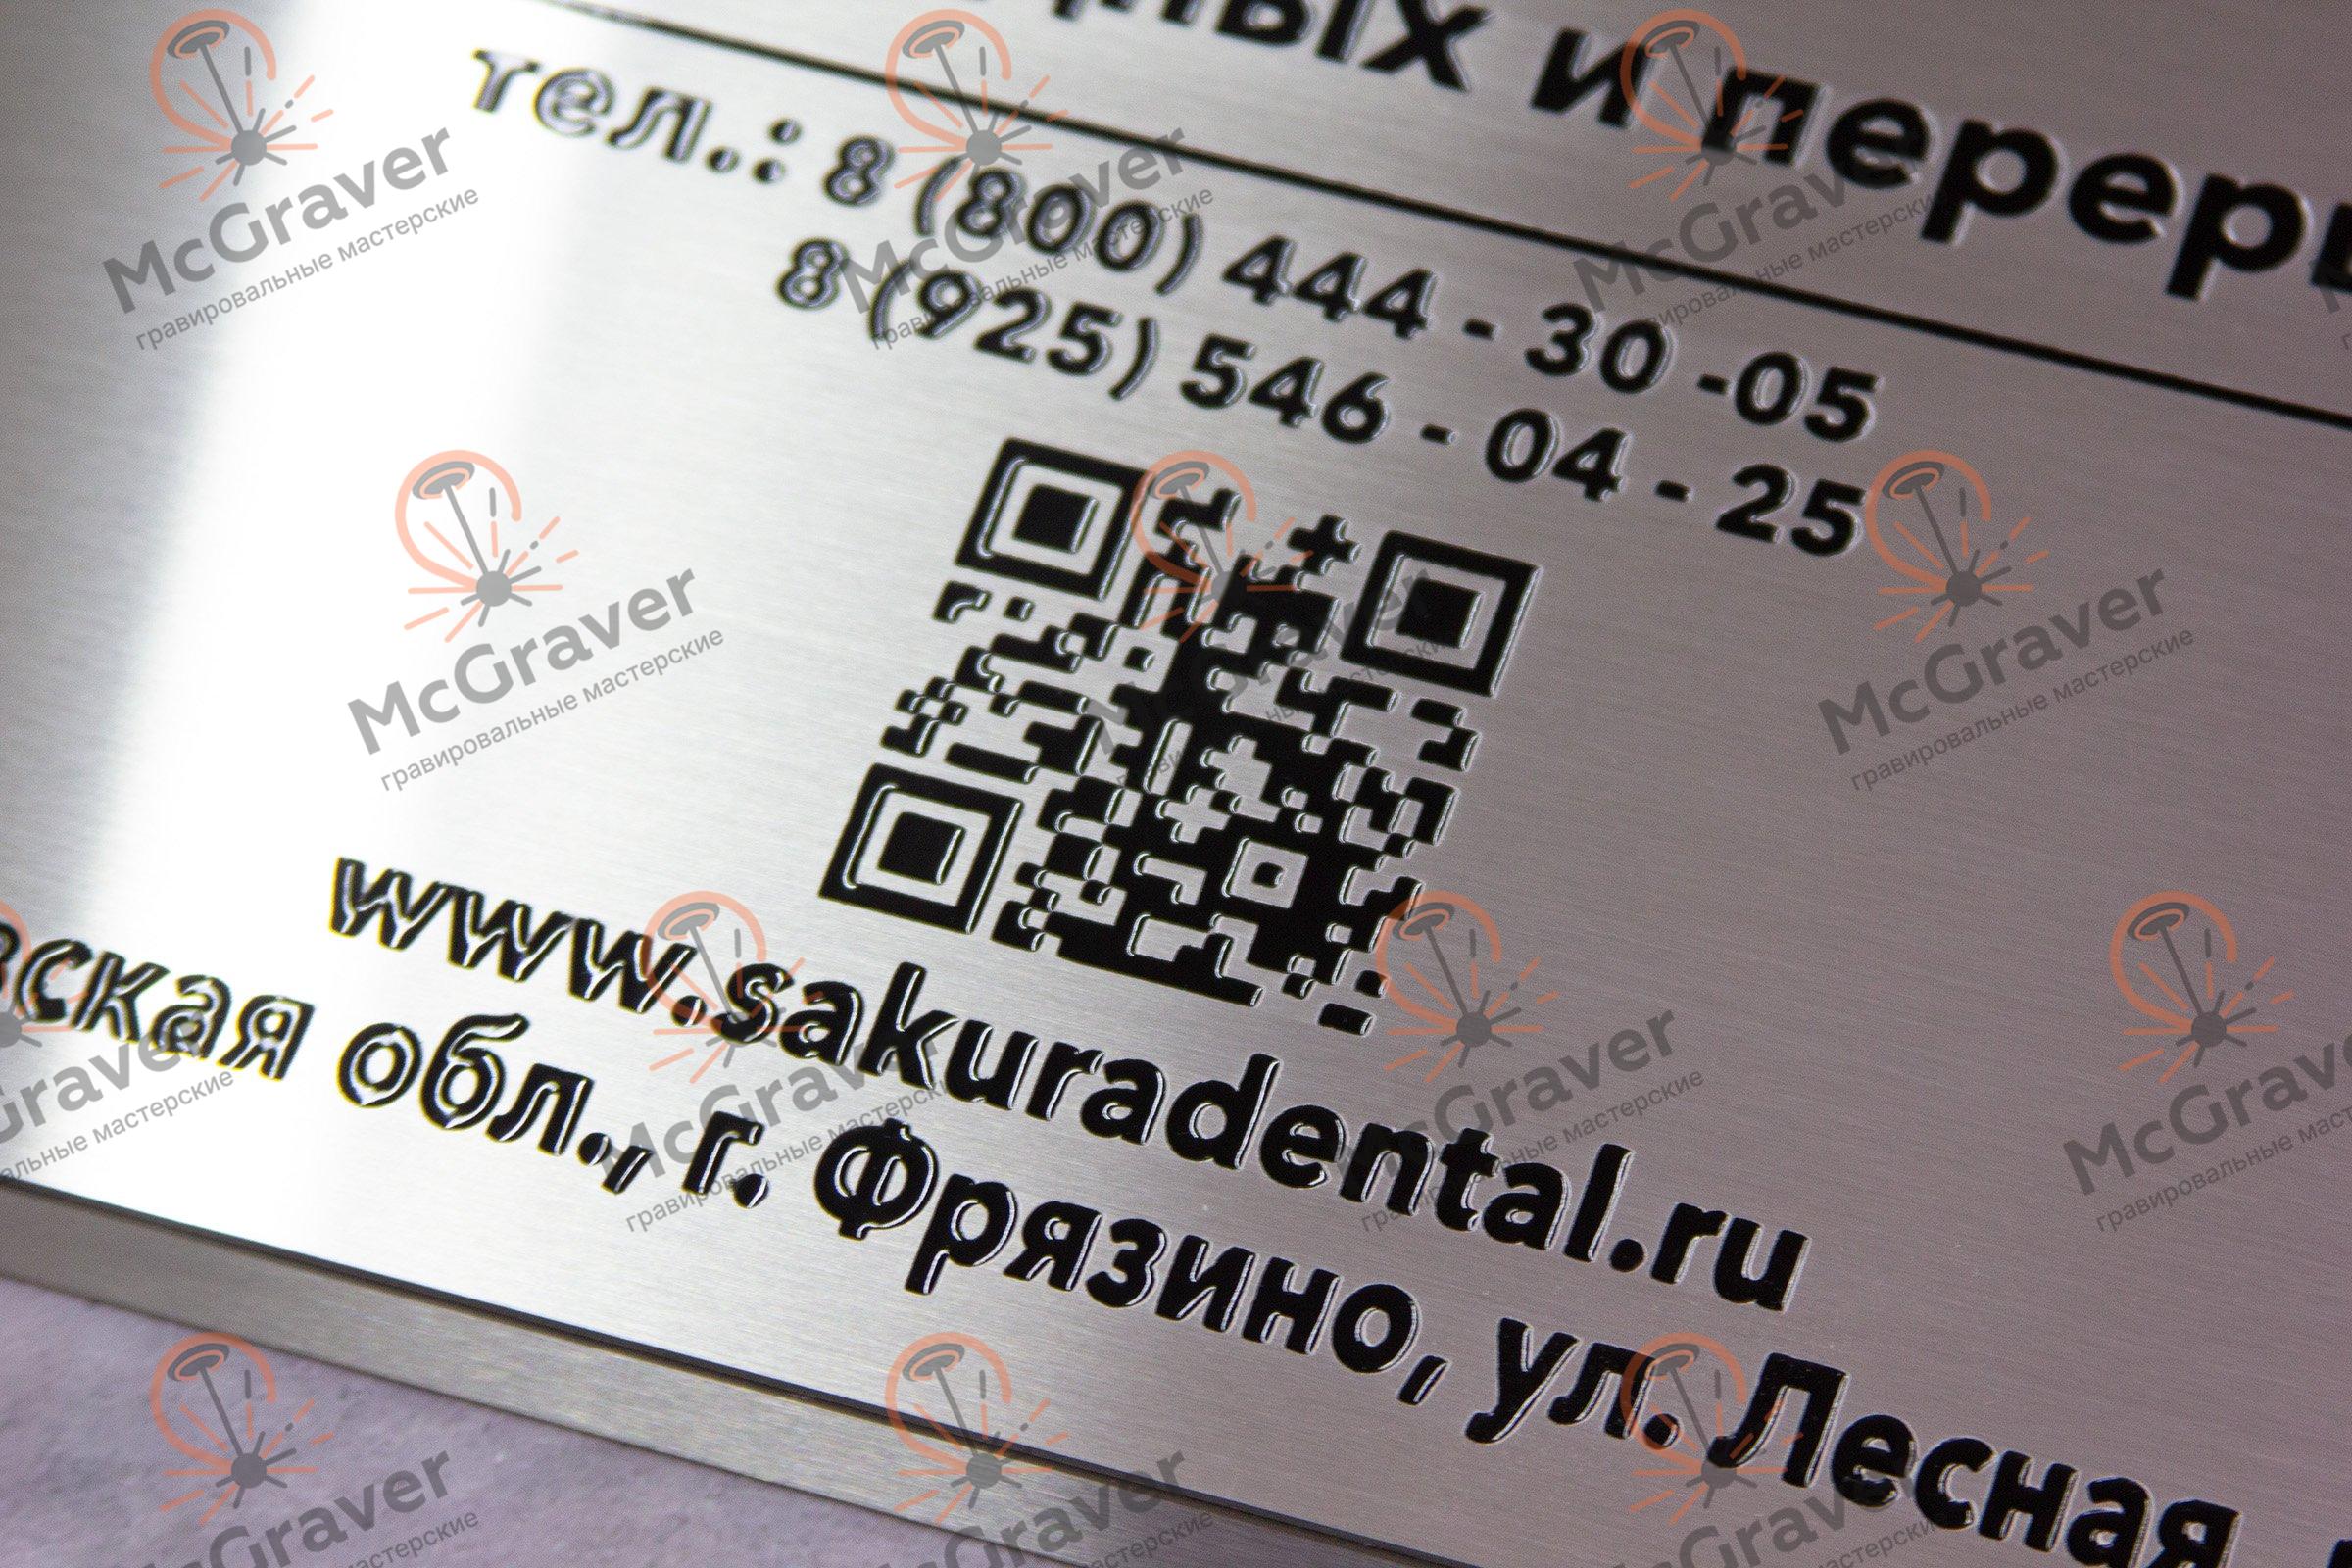 и
тел.: 8 (800) 444 - 30 -05
8 (925) 546 - 04 - 25
www.sakuradental.ru
обл., г. Фрязино, ул. Лесная
McGraver
гравировальные мастерские